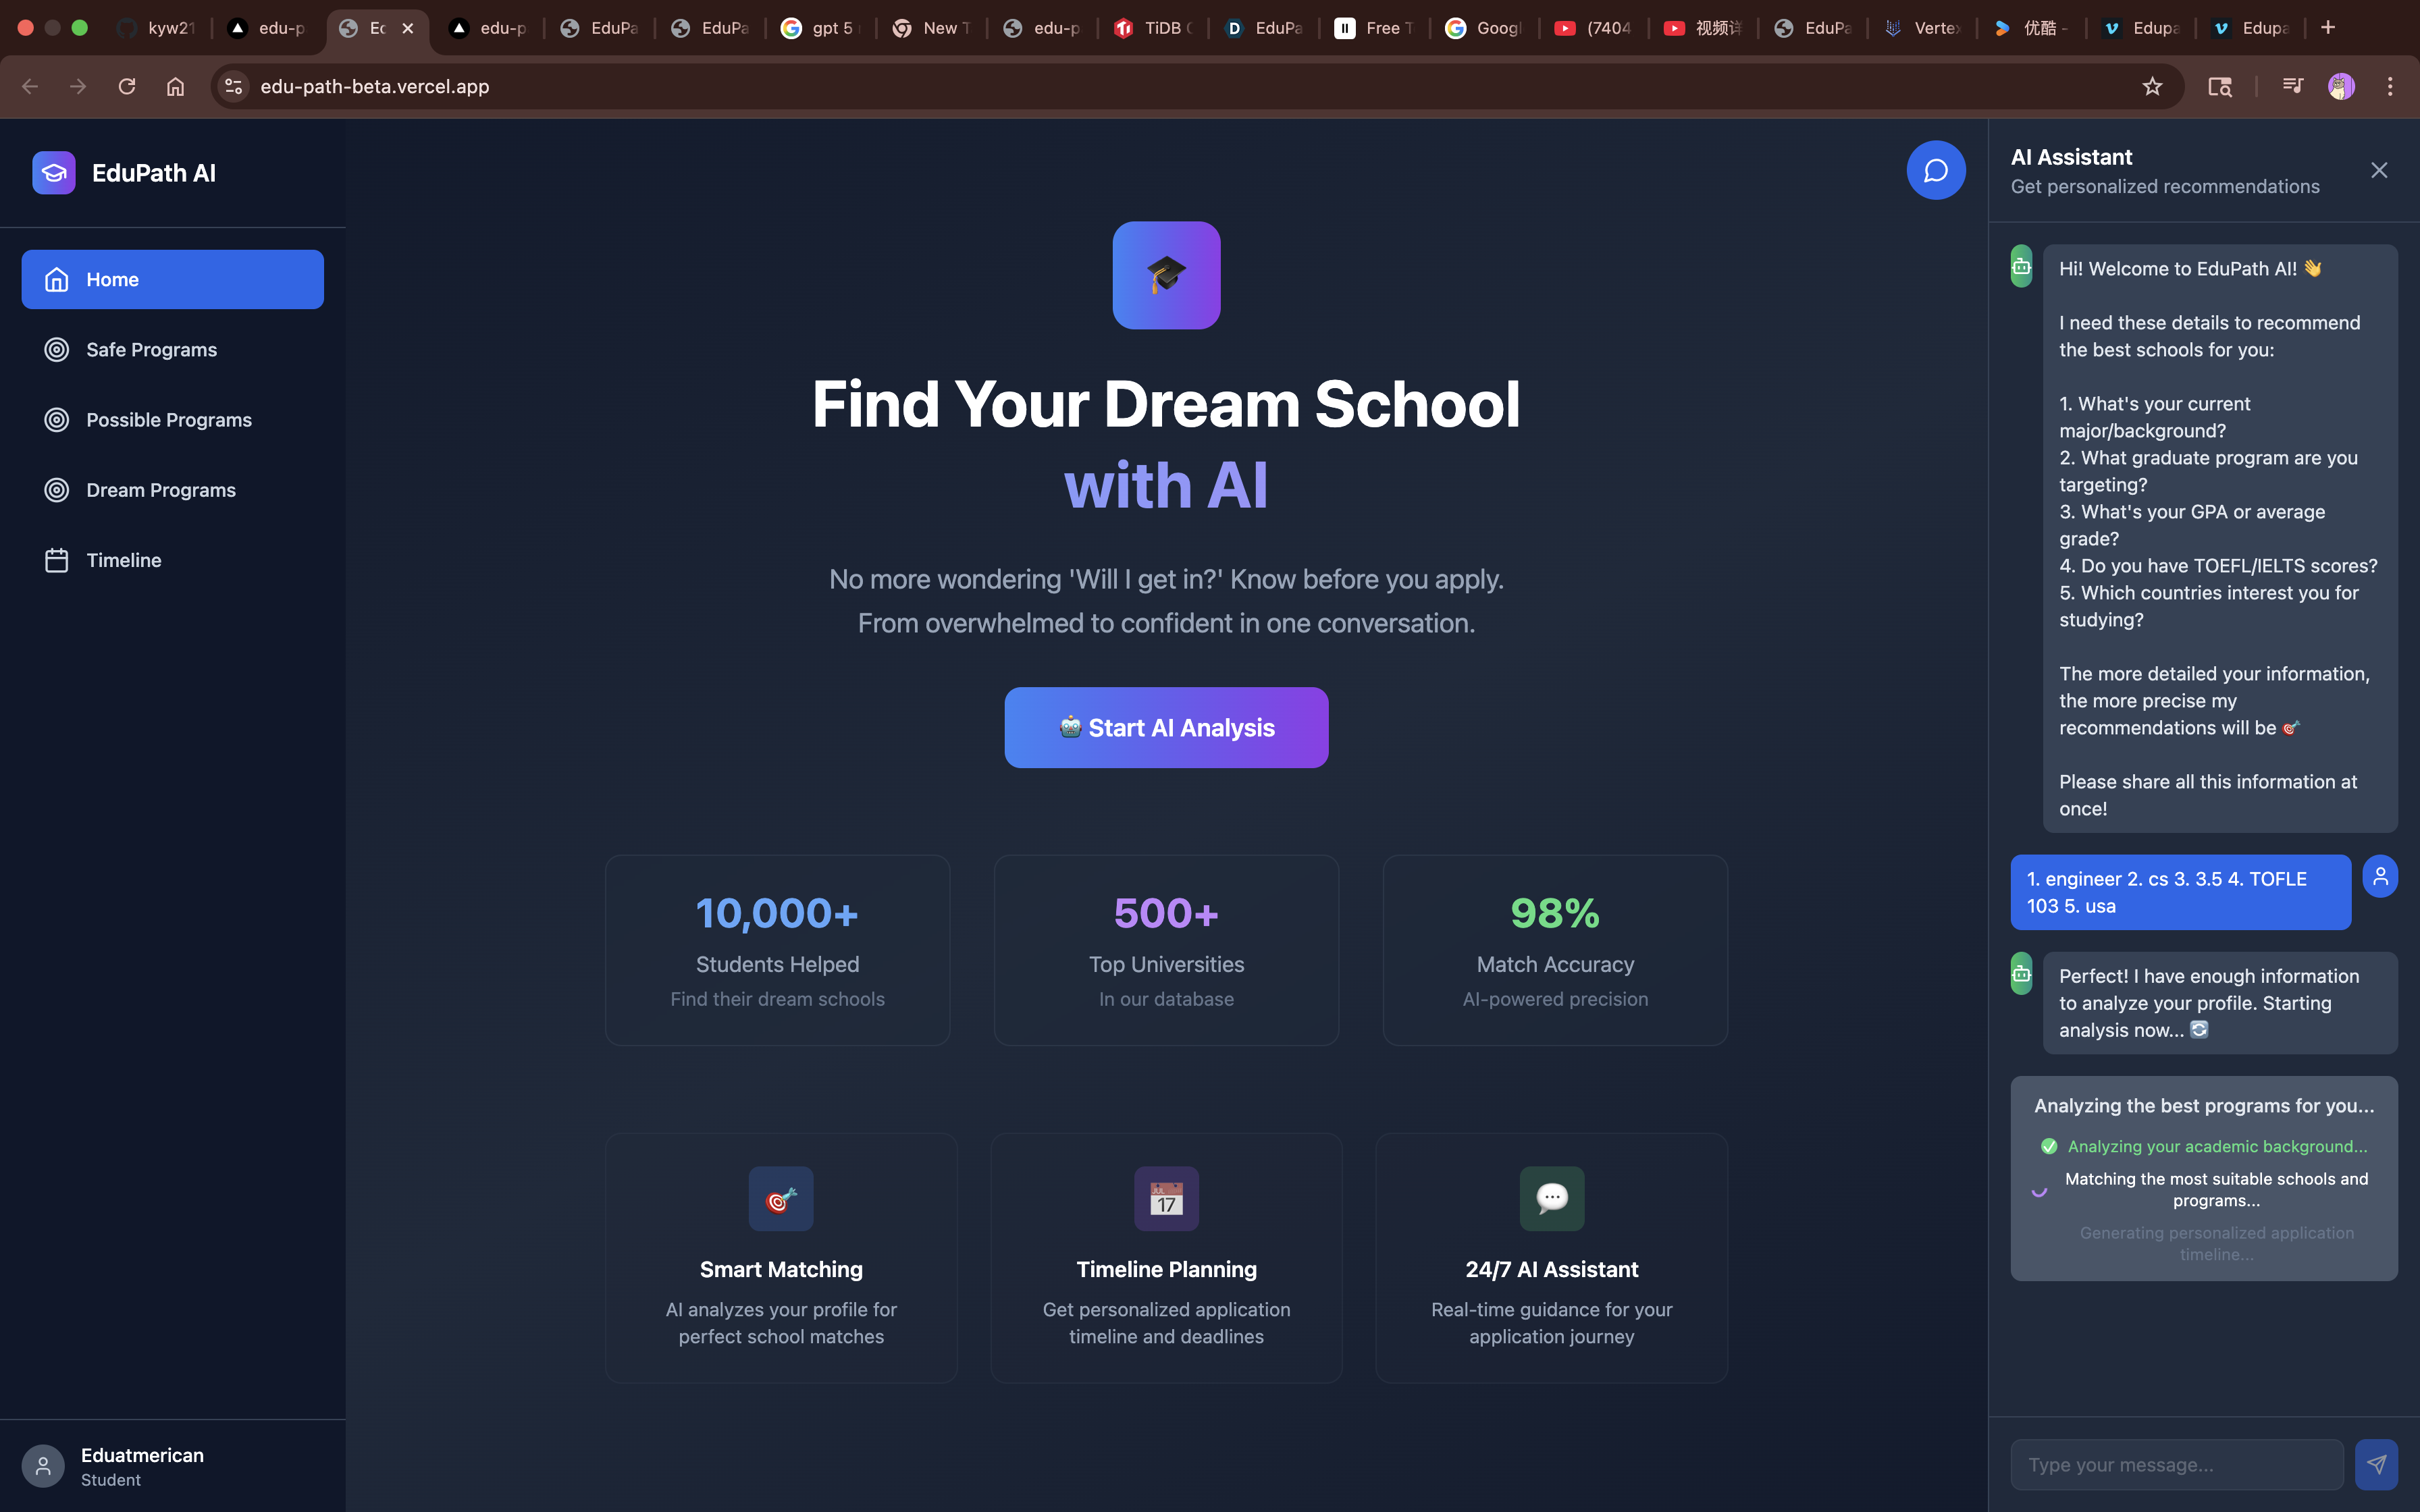 kyw21
edu-p
Ec
edu-p
EduPa
EduPa
gpt 5
New T
edu-p
TiDB C
EduPa
Free T
Googl
(7404
视频详
EduPa
Vertex
优酷 -
Edupa
Edupa
edu-path-beta.vercel.app
EduPath AI
Home
Safe Programs
Possible Programs
Dream Programs
Timeline
Eduatmerican
Student
🎓
Find Your Dream School
with AI
No more wondering 'Will I get in?' Know before you apply.
From overwhelmed to confident in one conversation.
🤖 Start AI Analysis
10,000+
Students Helped
Find their dream schools
500+
Top Universities
In our database
98%
Match Accuracy
AI-powered precision
🎯
Smart Matching
AI analyzes your profile for
perfect school matches
JUL
17
Timeline Planning
Get personalized application
timeline and deadlines
💬
24/7 AI Assistant
Real-time guidance for your
application journey
AI Assistant
Get personalized recommendations
Hi! Welcome to EduPath AI! 👋
I need these details to recommend
the best schools for you:
1. What's your current
major/background?
2. What graduate program are you
targeting?
3. What's your GPA or average
grade?
4. Do you have TOEFL/IELTS scores?
5. Which countries interest you for
studying?
The more detailed your information,
the more precise my
recommendations will be 🎯
Please share all this information at
once!
1. engineer 2. cs 3. 3.5 4. TOFLE
103 5. usa
Perfect! I have enough information
to analyze your profile. Starting
analysis now... 🔄
Analyzing the best programs for you...
✅ Analyzing your academic background...
Matching the most suitable schools and
programs...
Generating personalized application
timeline...
Type your message...